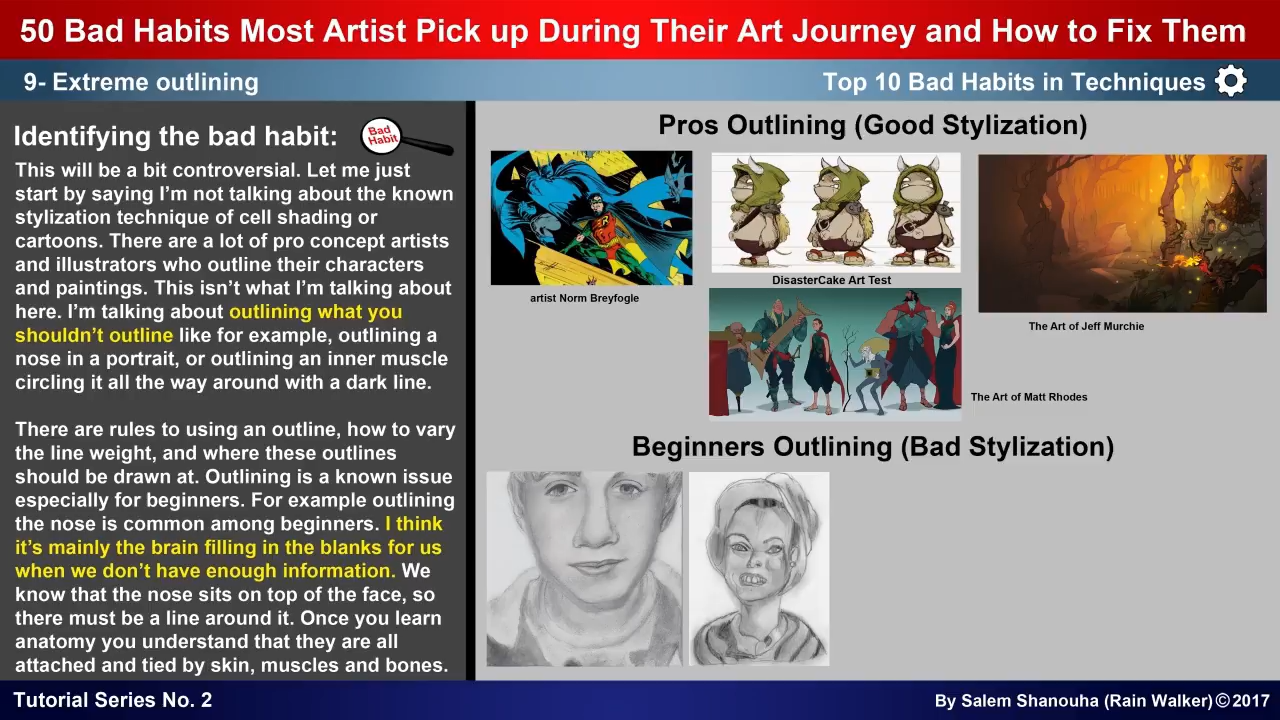 50 Bad Habits Most Artist Pick up During Their Art Journey and How to Fix Them
9- Extreme outlining
Top 10 Bad Habits in Techniques
Identifying the bad habit:
Bad
Habit
This will be a bit controversial. Let me just
start by saying I’m not talking about the known
stylization technique of cell shading or
cartoons. There are a lot of pro concept artists
and illustrators who outline their characters
and paintings. This isn’t what I’m talking about
here. I’m talking about outlining what you
shouldn’t outline like for example, outlining a
nose in a portrait, or outlining an inner muscle
circling it all the way around with a dark line.
There are rules to using an outline, how to vary
the line weight, and where these outlines
should be drawn at. Outlining is a known issue
especially for beginners. For example outlining
the nose is common among beginners. I think
it’s mainly the brain filling in the blanks for us
when we don’t have enough information. We
know that the nose sits on top of the face, so
there must be a line around it. Once you learn
anatomy you understand that they are all
attached and tied by skin, muscles and bones.
Pros Outlining (Good Stylization)
artist Norm Breyfogle
DisasterCake Art Test
The Art of Jeff Murchie
The Art of Matt Rhodes
Beginners Outlining (Bad Stylization)
Tutorial Series No. 2
By Salem Shanouha (Rain Walker)©2017